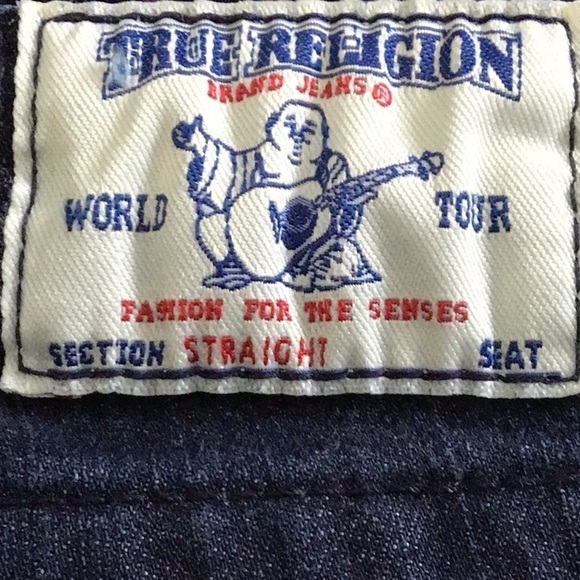 TRUE RELIGION
BRAND JEANS®
WORLD TOUR
FASHION FOR THE SENSES
SECTION STRAIGHT SEAT